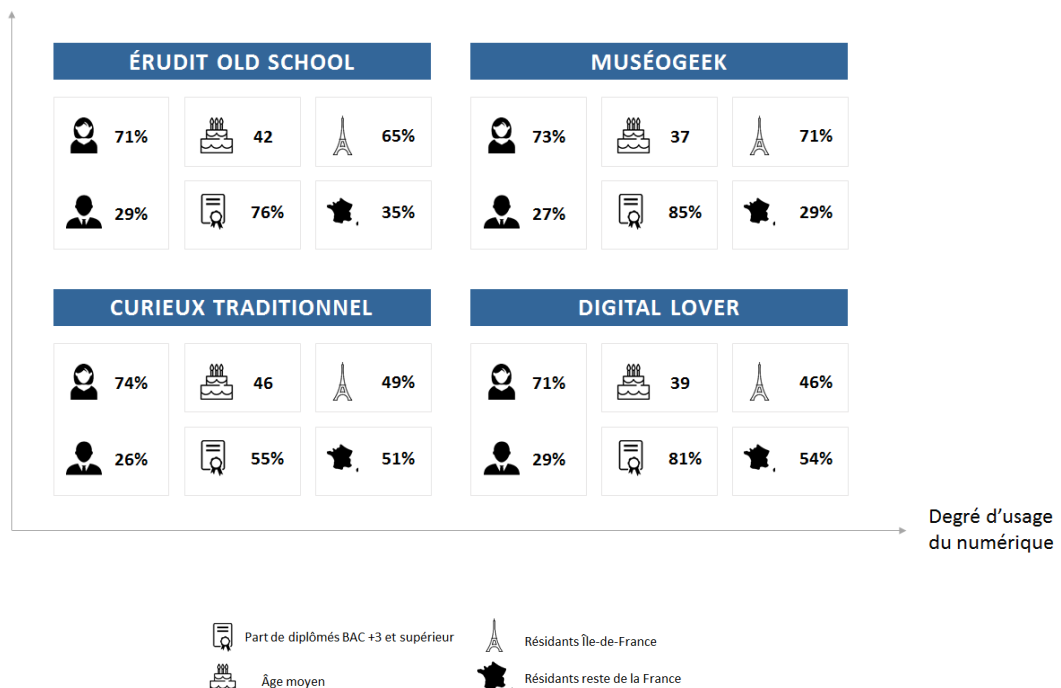 ÉRUDIT OLD SCHOOL
71%
42
65%
29%
76%
35%
MUSÉOGEEK
73%
37
71%
27%
85%
29%
CURIEUX TRADITIONNEL
74%
46
49%
26%
55%
51%
DIGITAL LOVER
71%
39
46%
29%
81%
54%
Degré d'usage
du numérique
Part de diplômés BAC +3 et supérieur
Résidants Île-de-France
Âge moyen
Résidants reste de la France